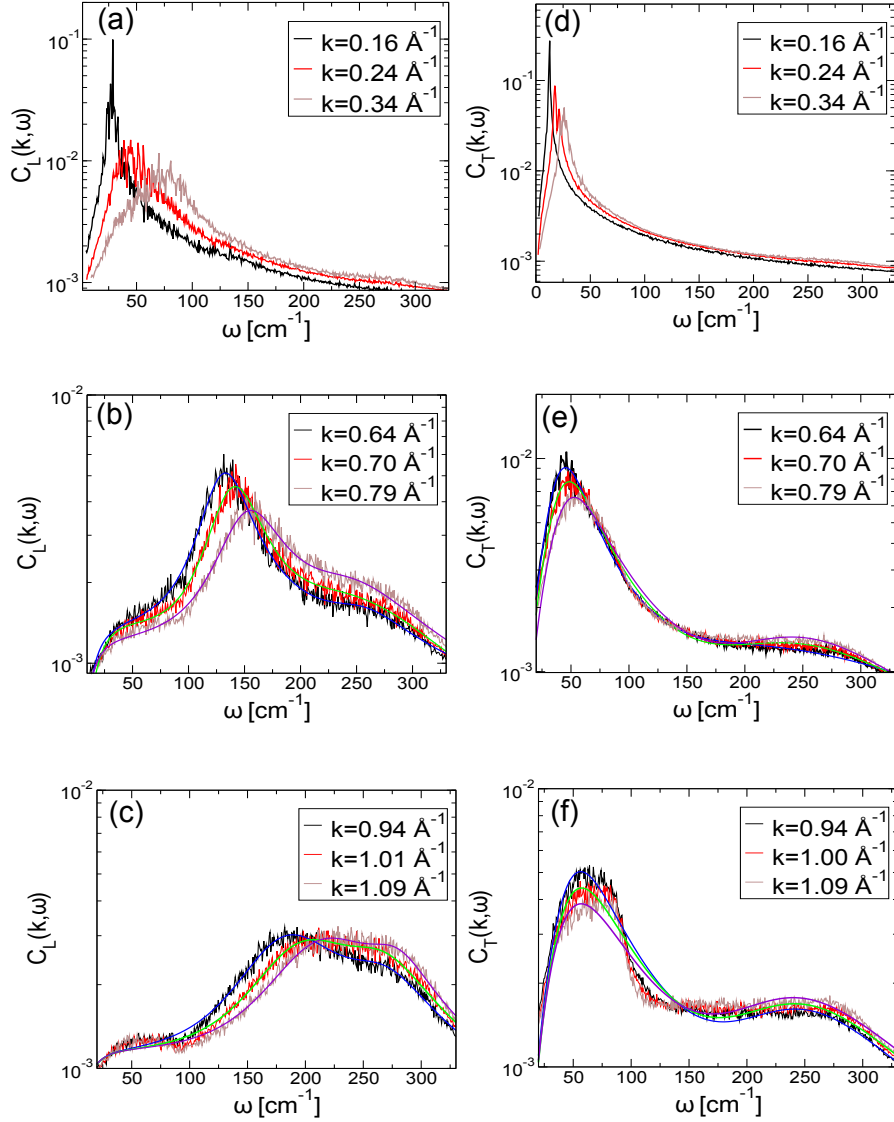 (a)
k=0.16 Å⁻¹
k=0.24 Å⁻¹
k=0.34 Å⁻¹
10⁻¹
10⁻²
10⁻³
C_L(k,ω)
50 100 150 200 250 300
ω [cm⁻¹]
(d)
k=0.16 Å⁻¹
k=0.24 Å⁻¹
k=0.34 Å⁻¹
10⁻¹
10⁻²
10⁻³
C_T(k,ω)
0 50 100 150 200 250 300
ω [cm⁻¹]
(b)
k=0.64 Å⁻¹
k=0.70 Å⁻¹
k=0.79 Å⁻¹
10⁻²
10⁻³
C_L(k,ω)
50 100 150 200 250 300
ω [cm⁻¹]
(e)
k=0.64 Å⁻¹
k=0.70 Å⁻¹
k=0.79 Å⁻¹
10⁻²
10⁻³
C_T(k,ω)
50 100 150 200 250 300
ω [cm⁻¹]
(c)
k=0.94 Å⁻¹
k=1.01 Å⁻¹
k=1.09 Å⁻¹
10⁻²
10⁻³
C_L(k,ω)
50 100 150 200 250 300
ω [cm⁻¹]
(f)
k=0.94 Å⁻¹
k=1.00 Å⁻¹
k=1.09 Å⁻¹
10⁻²
10⁻³
C_T(k,ω)
50 100 150 200 250 300
ω [cm⁻¹]